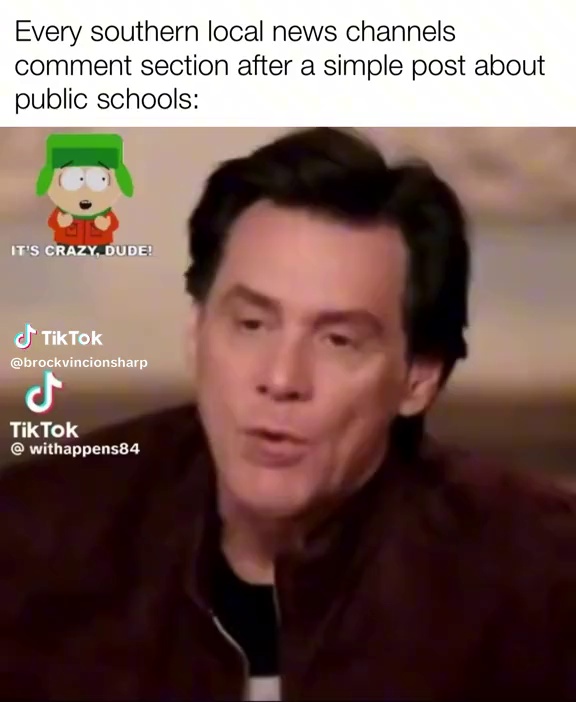 Every southern local news channels
comment section after a simple post about
public schools:
IT'S CRAZY, DUDE!
TikTok
@brockvincionsharp
TikTok
@ withappens84